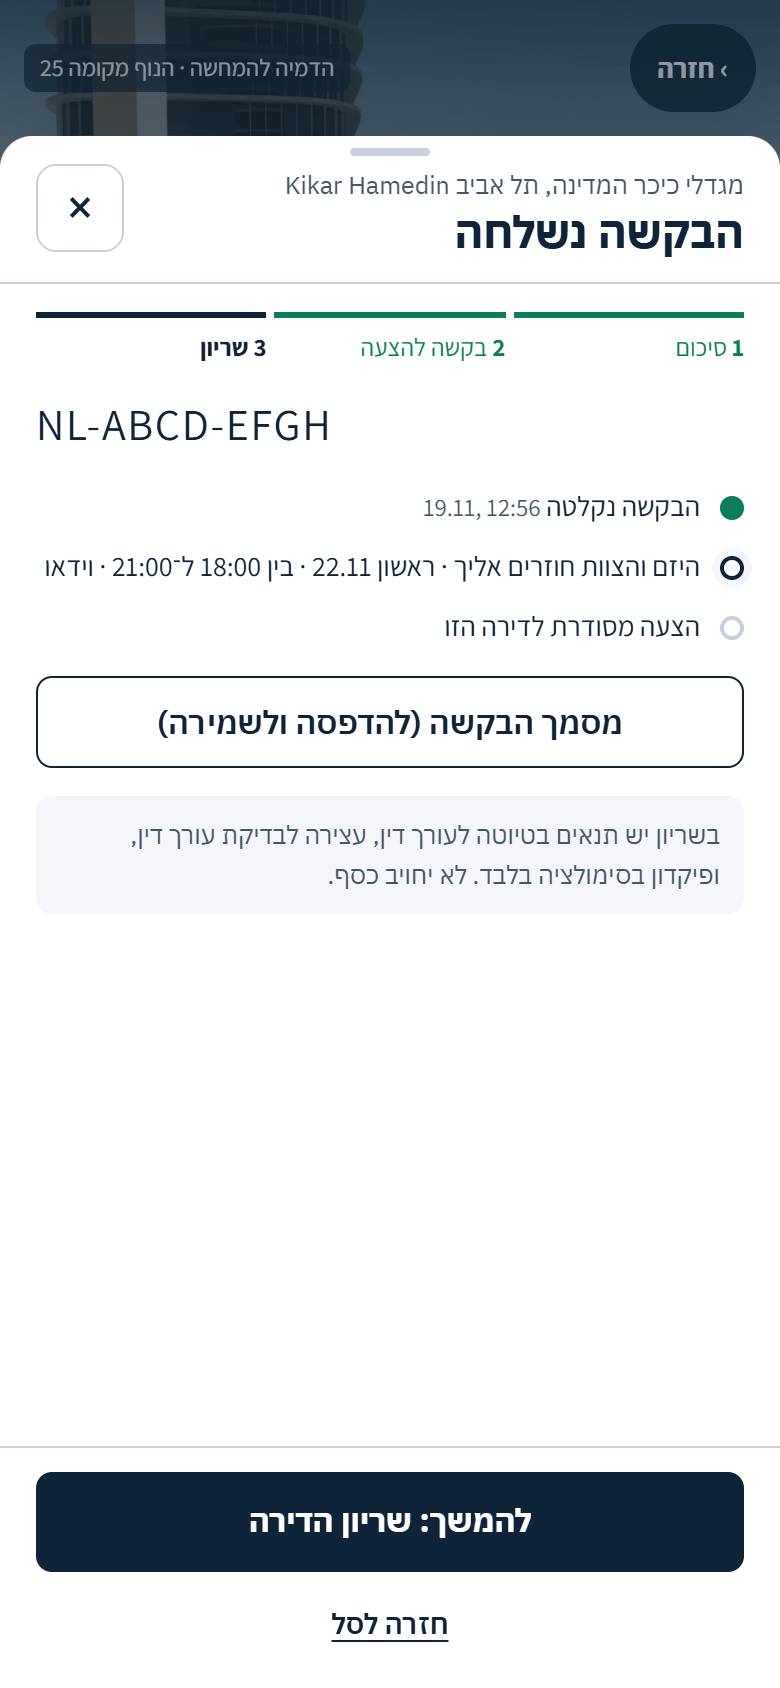 ‹ חזרה
הדמיה להמחשה · הנוף מקומה 25
מגדלי כיכר המדינה, תל אביב Kikar Hamedin
הבקשה נשלחה
×
1 סיכום
2 בקשה להצעה
3 שריון
NL-ABCD-EFGH
הבקשה נקלטה 19.11, 12:56
היזם והצוות חוזרים אליך · ראשון 22.11 · בין 18:00 ל־21:00 · וידאו
הצעה מסודרת לדירה הזו
מסמך הבקשה (להדפסה ולשמירה)
בשריון יש תנאים בטיוטה לעורך דין, עצירה לבדיקת עורך דין,
ופיקדון בסימולציה בלבד. לא יחויב כסף.
להמשך: שריון הדירה
חזרה לסל